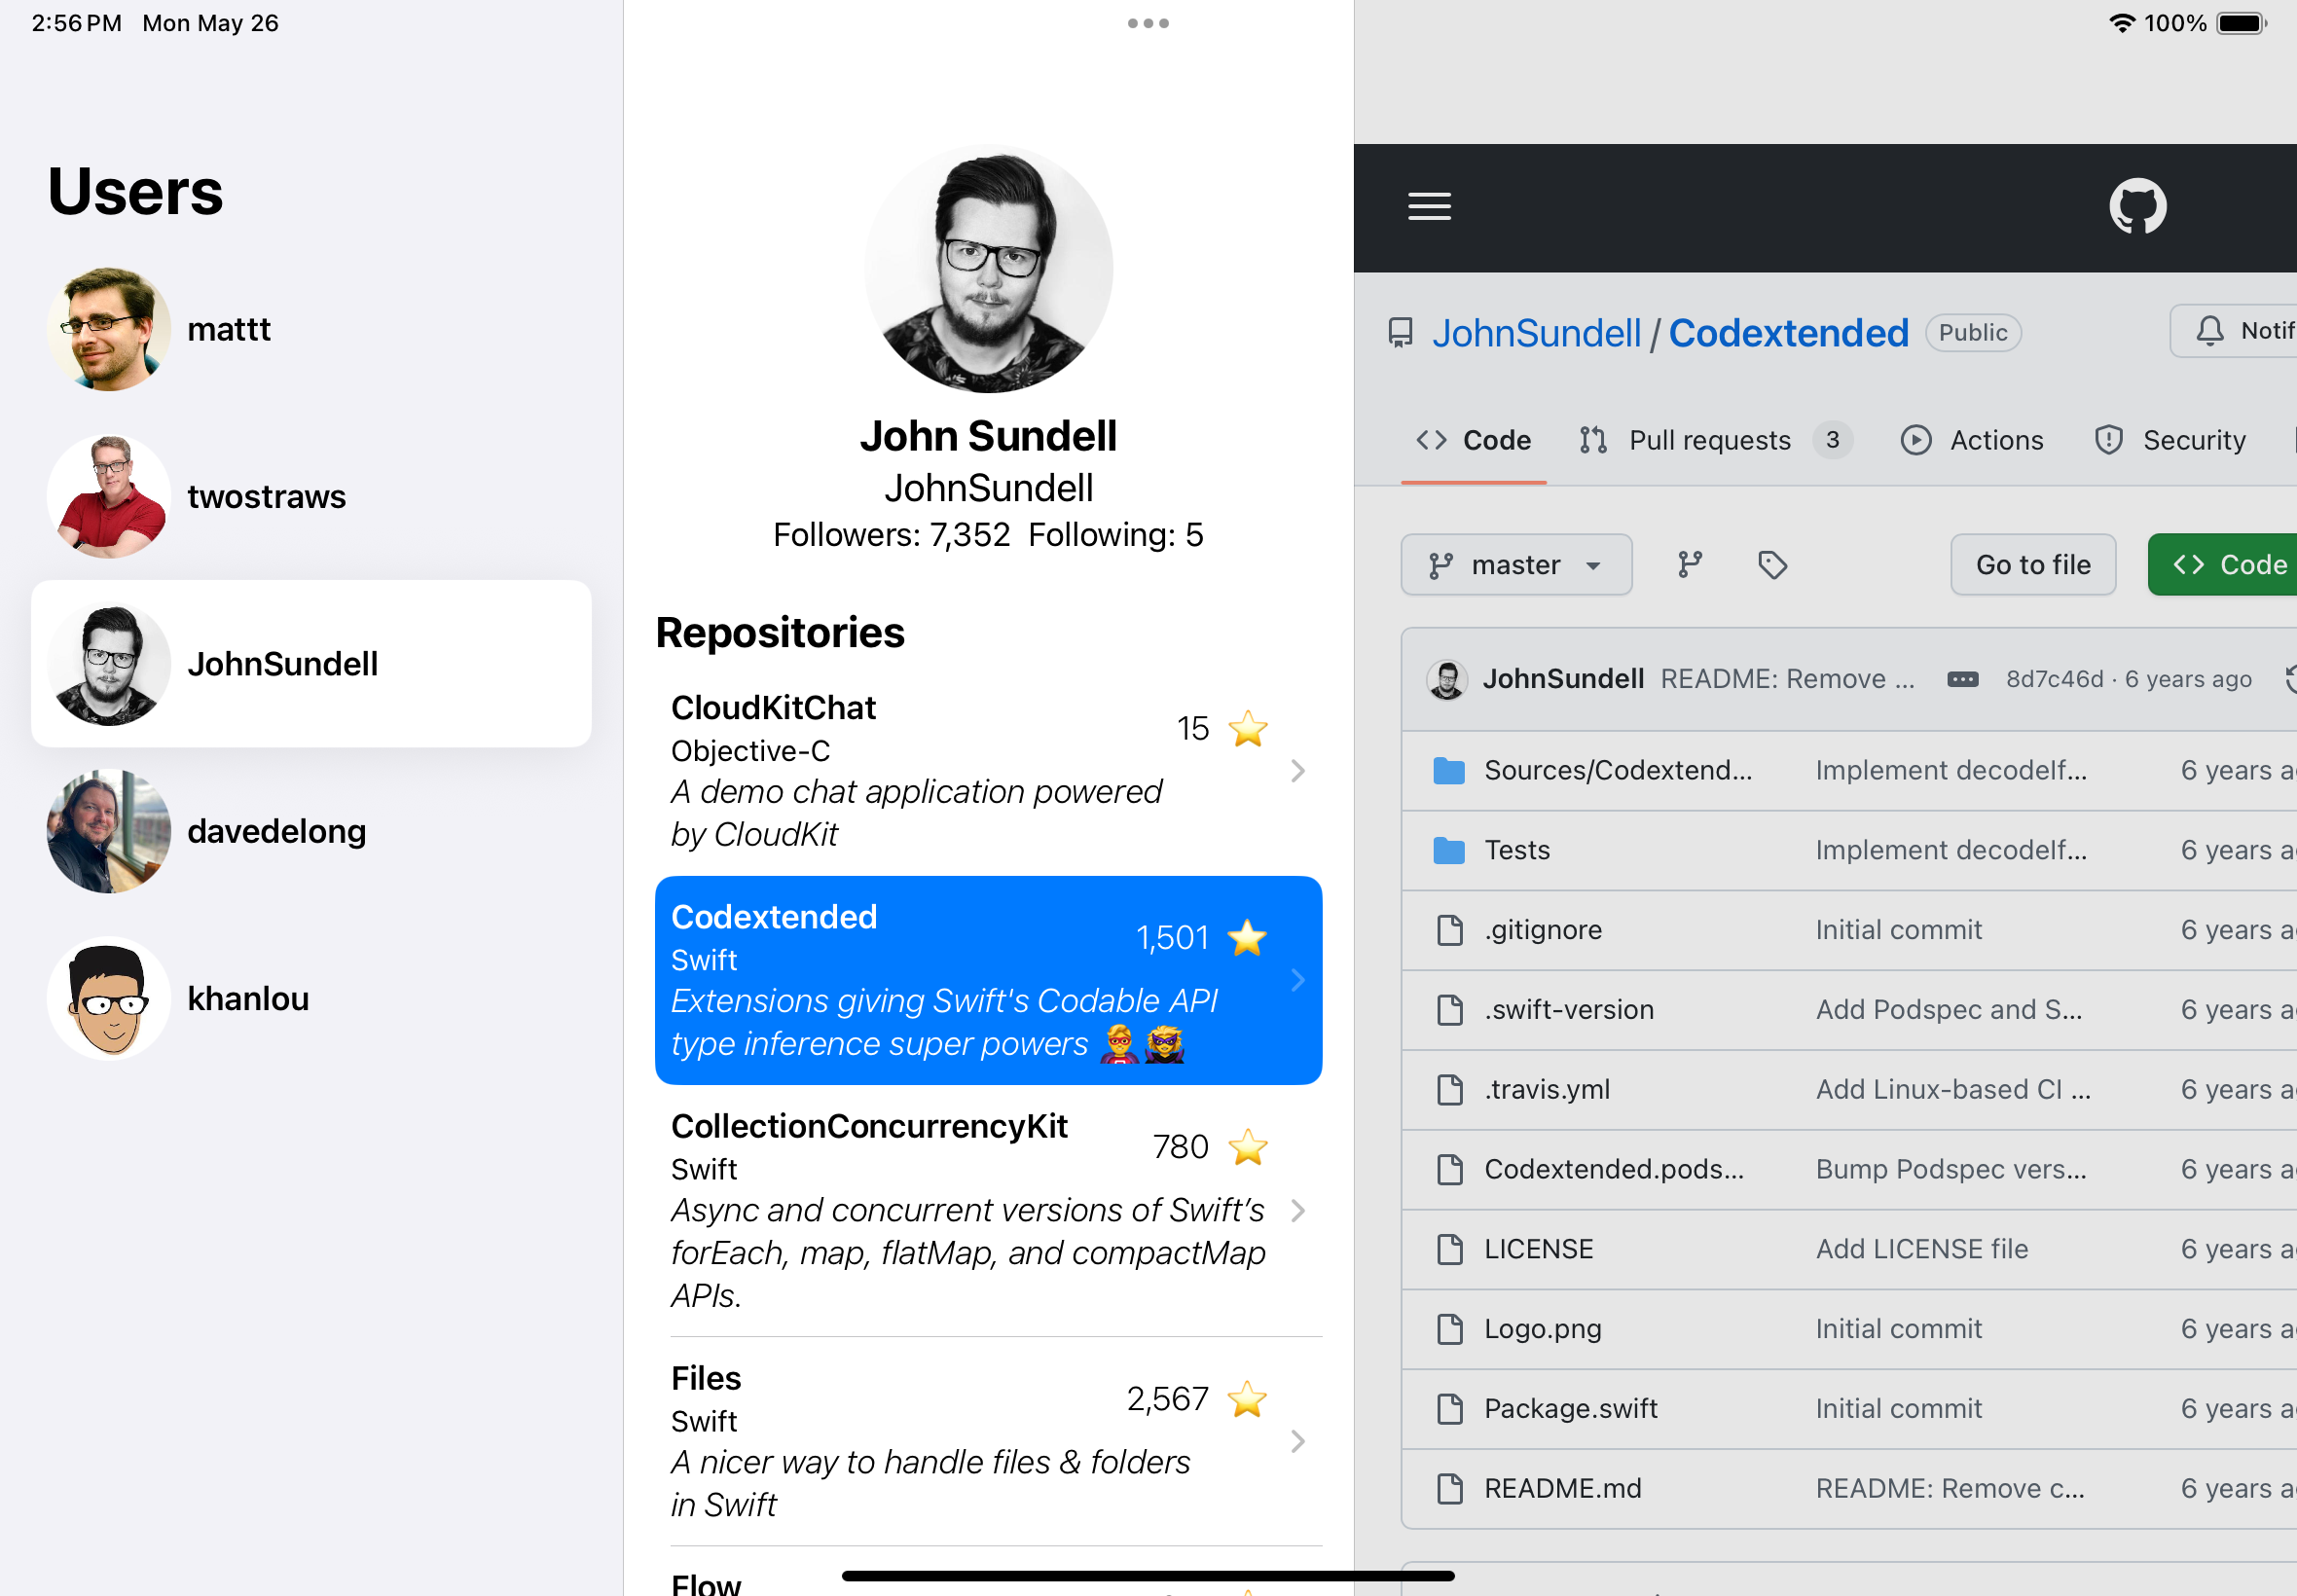 2:56 PM Mon May 26
100%
Users
mattt
twostraws
JohnSundell
davedelong
khanlou
John Sundell
JohnSundell
Followers: 7,352 Following: 5
Repositories
CloudKitChat
15 ⭐
Objective-C
A demo chat application powered
by CloudKit
Codextended
1,501 ⭐
Swift
Extensions giving Swift's Codable API
type inference super powers 🦸🦹
CollectionConcurrencyKit
780 ⭐
Swift
Async and concurrent versions of Swift’s
forEach, map, flatMap, and compactMap
APIs.
Files
2,567 ⭐
Swift
A nicer way to handle files & folders
in Swift
Flow
JohnSundell / Codextended Public
Notif
Code Pull requests 3 Actions Security
master Go to file Code
JohnSundell README: Remove ... 8d7c46d · 6 years ago
Sources/Codextend... Implement decodeIf... 6 years a
Tests Implement decodeIf... 6 years a
.gitignore Initial commit 6 years a
.swift-version Add Podspec and S... 6 years a
.travis.yml Add Linux-based CI ... 6 years a
Codextended.pods... Bump Podspec vers... 6 years a
LICENSE Add LICENSE file 6 years a
Logo.png Initial commit 6 years a
Package.swift Initial commit 6 years a
README.md README: Remove c... 6 years a